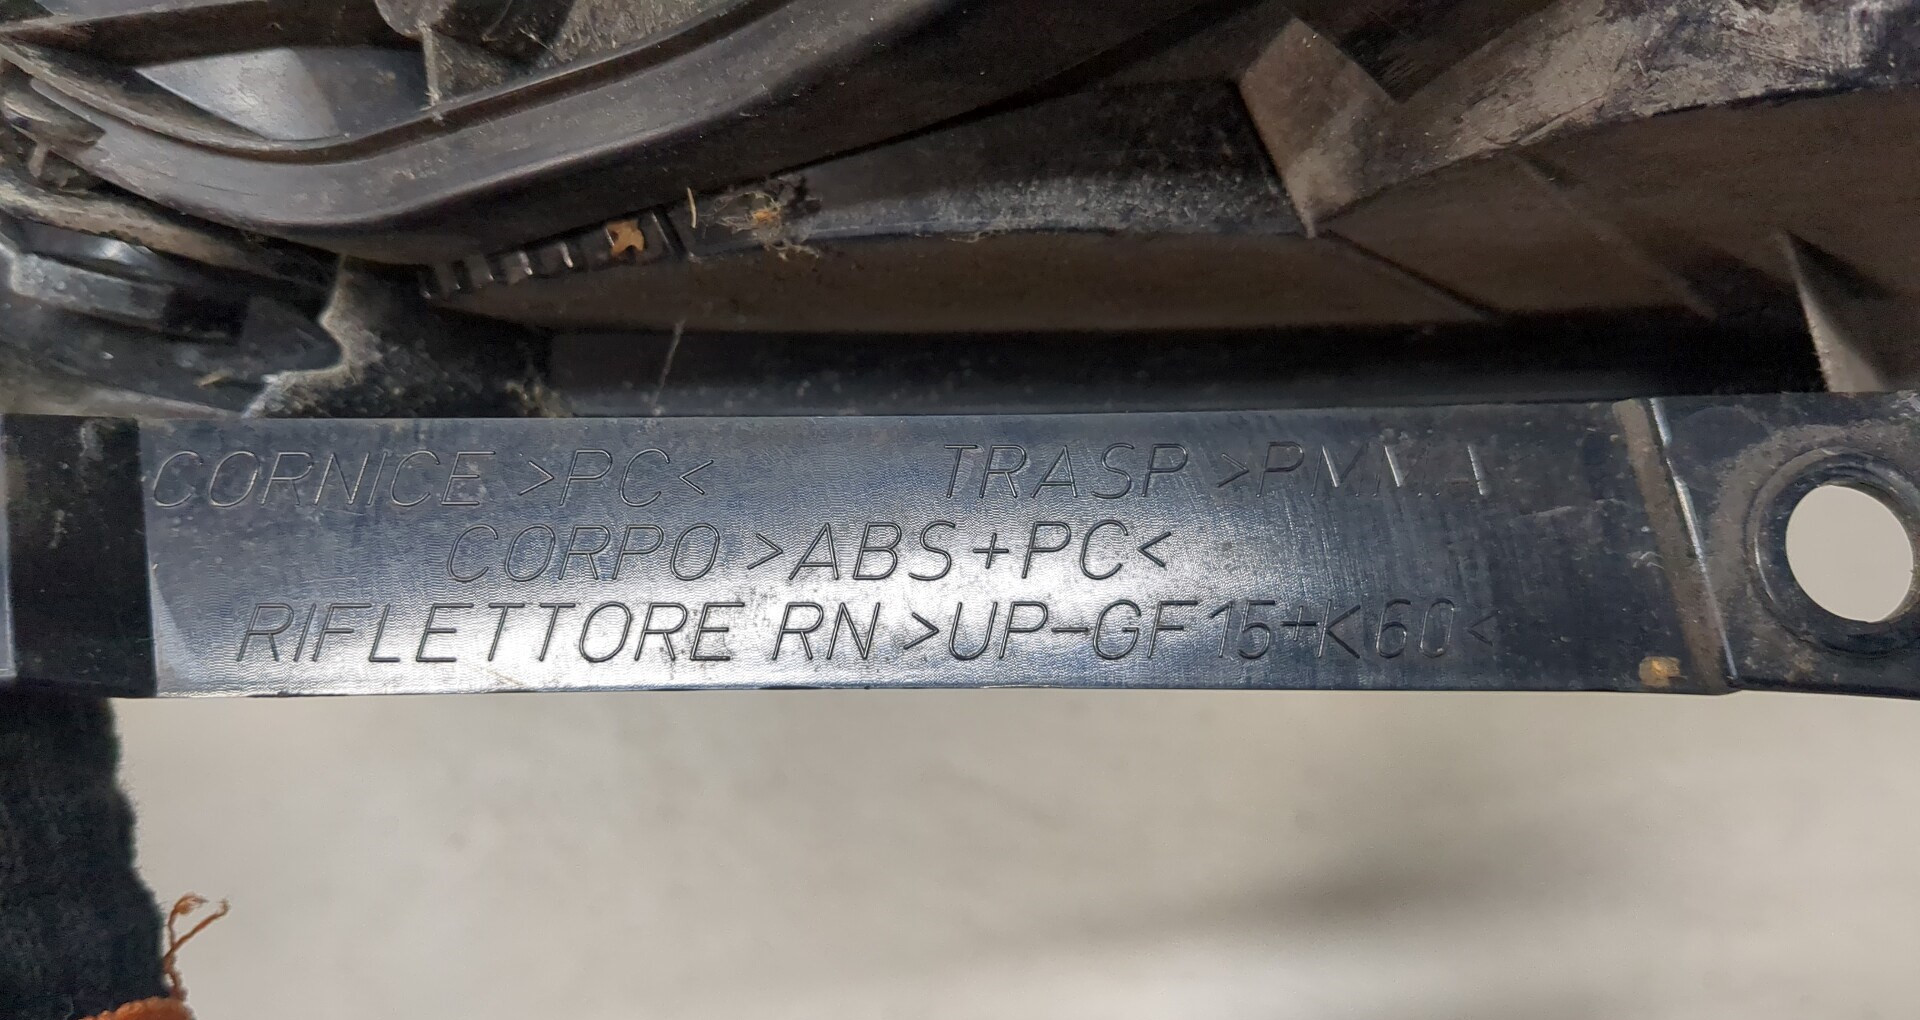 CORNICE >PC< TRASP >PMMA
CORPO >ABS+PC<
RIFLETTORE RN >UP-GF15+K60<